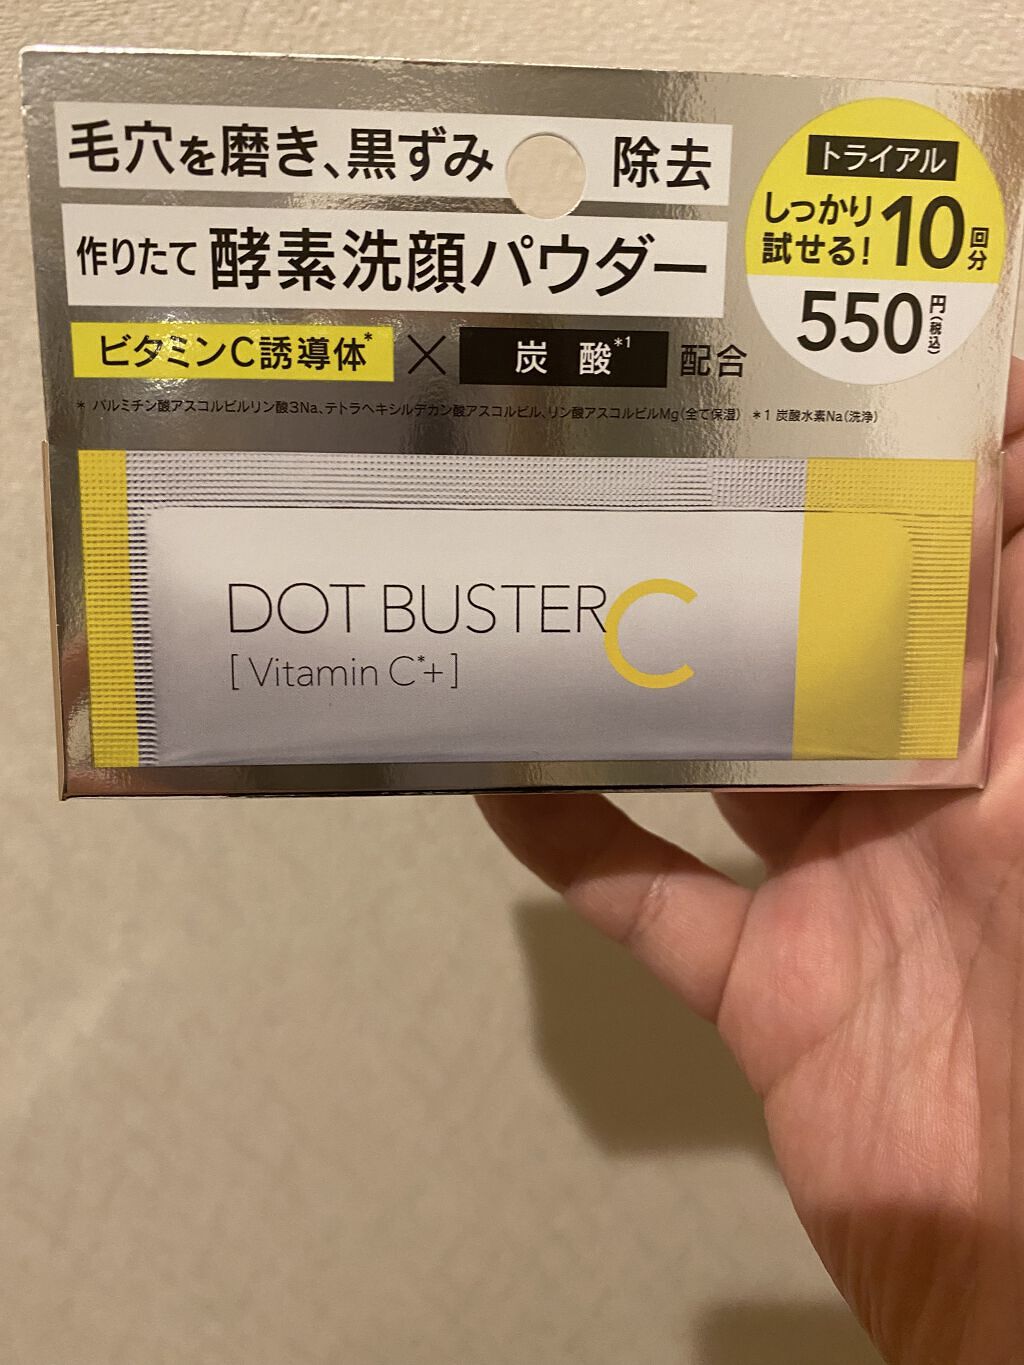 毛穴を磨き、黒ずみ 除去
作りたて 酵素洗顔パウダー
ビタミンC誘導体* × 炭酸*1 配合
* パルミチン酸アスコルビルリン酸3Na、テトラヘキシルデカン酸アスコルビル、リン酸アスコルビルMg(全て保湿) *1 炭酸水素Na(洗浄)
トライアル
しっかり
試せる! 10回分
550円(税込)
DOT BUSTER C
[ Vitamin C*+ ]